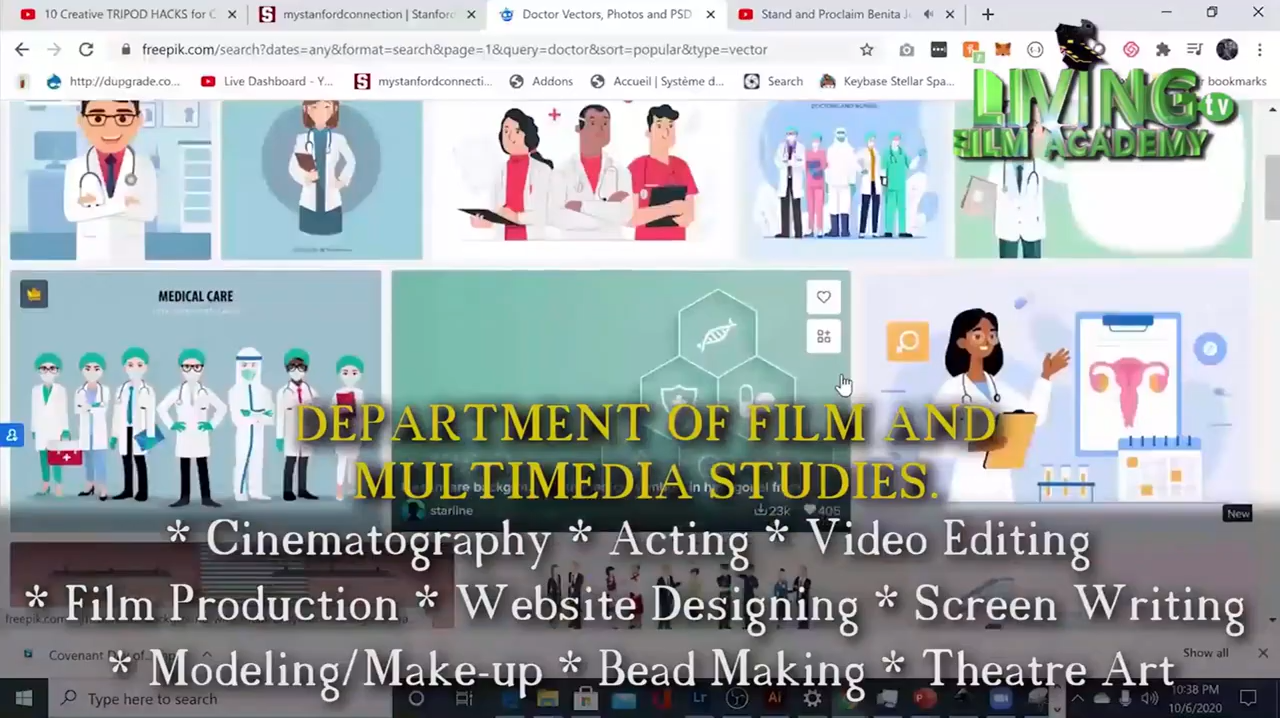 10 Creative TRIPOD HACKS for C
mystanfordconnection | Stanford
Doctor Vectors, Photos and PSD
Stand and Proclaim Benita J
freepik.com/search?dates=any&format=search&page=1&query=doctor&sort=popular&type=vector
http://dupgrade.co...
Live Dashboard - Y...
mystanfordconnecti...
Addons
Accueil | Système d...
Search
Keybase Stellar Spa...
bookmarks
LIVING tv
FILM ACADEMY
MEDICAL CARE
DEPARTMENT OF FILM AND
MULTIMEDIA STUDIES.
starline
23k
405
New
* Cinematography * Acting * Video Editing
* Film Production * Website Designing * Screen Writing
* Modeling/Make-up * Bead Making * Theatre Art
Show all
Type here to search
10:38 PM
10/6/2020